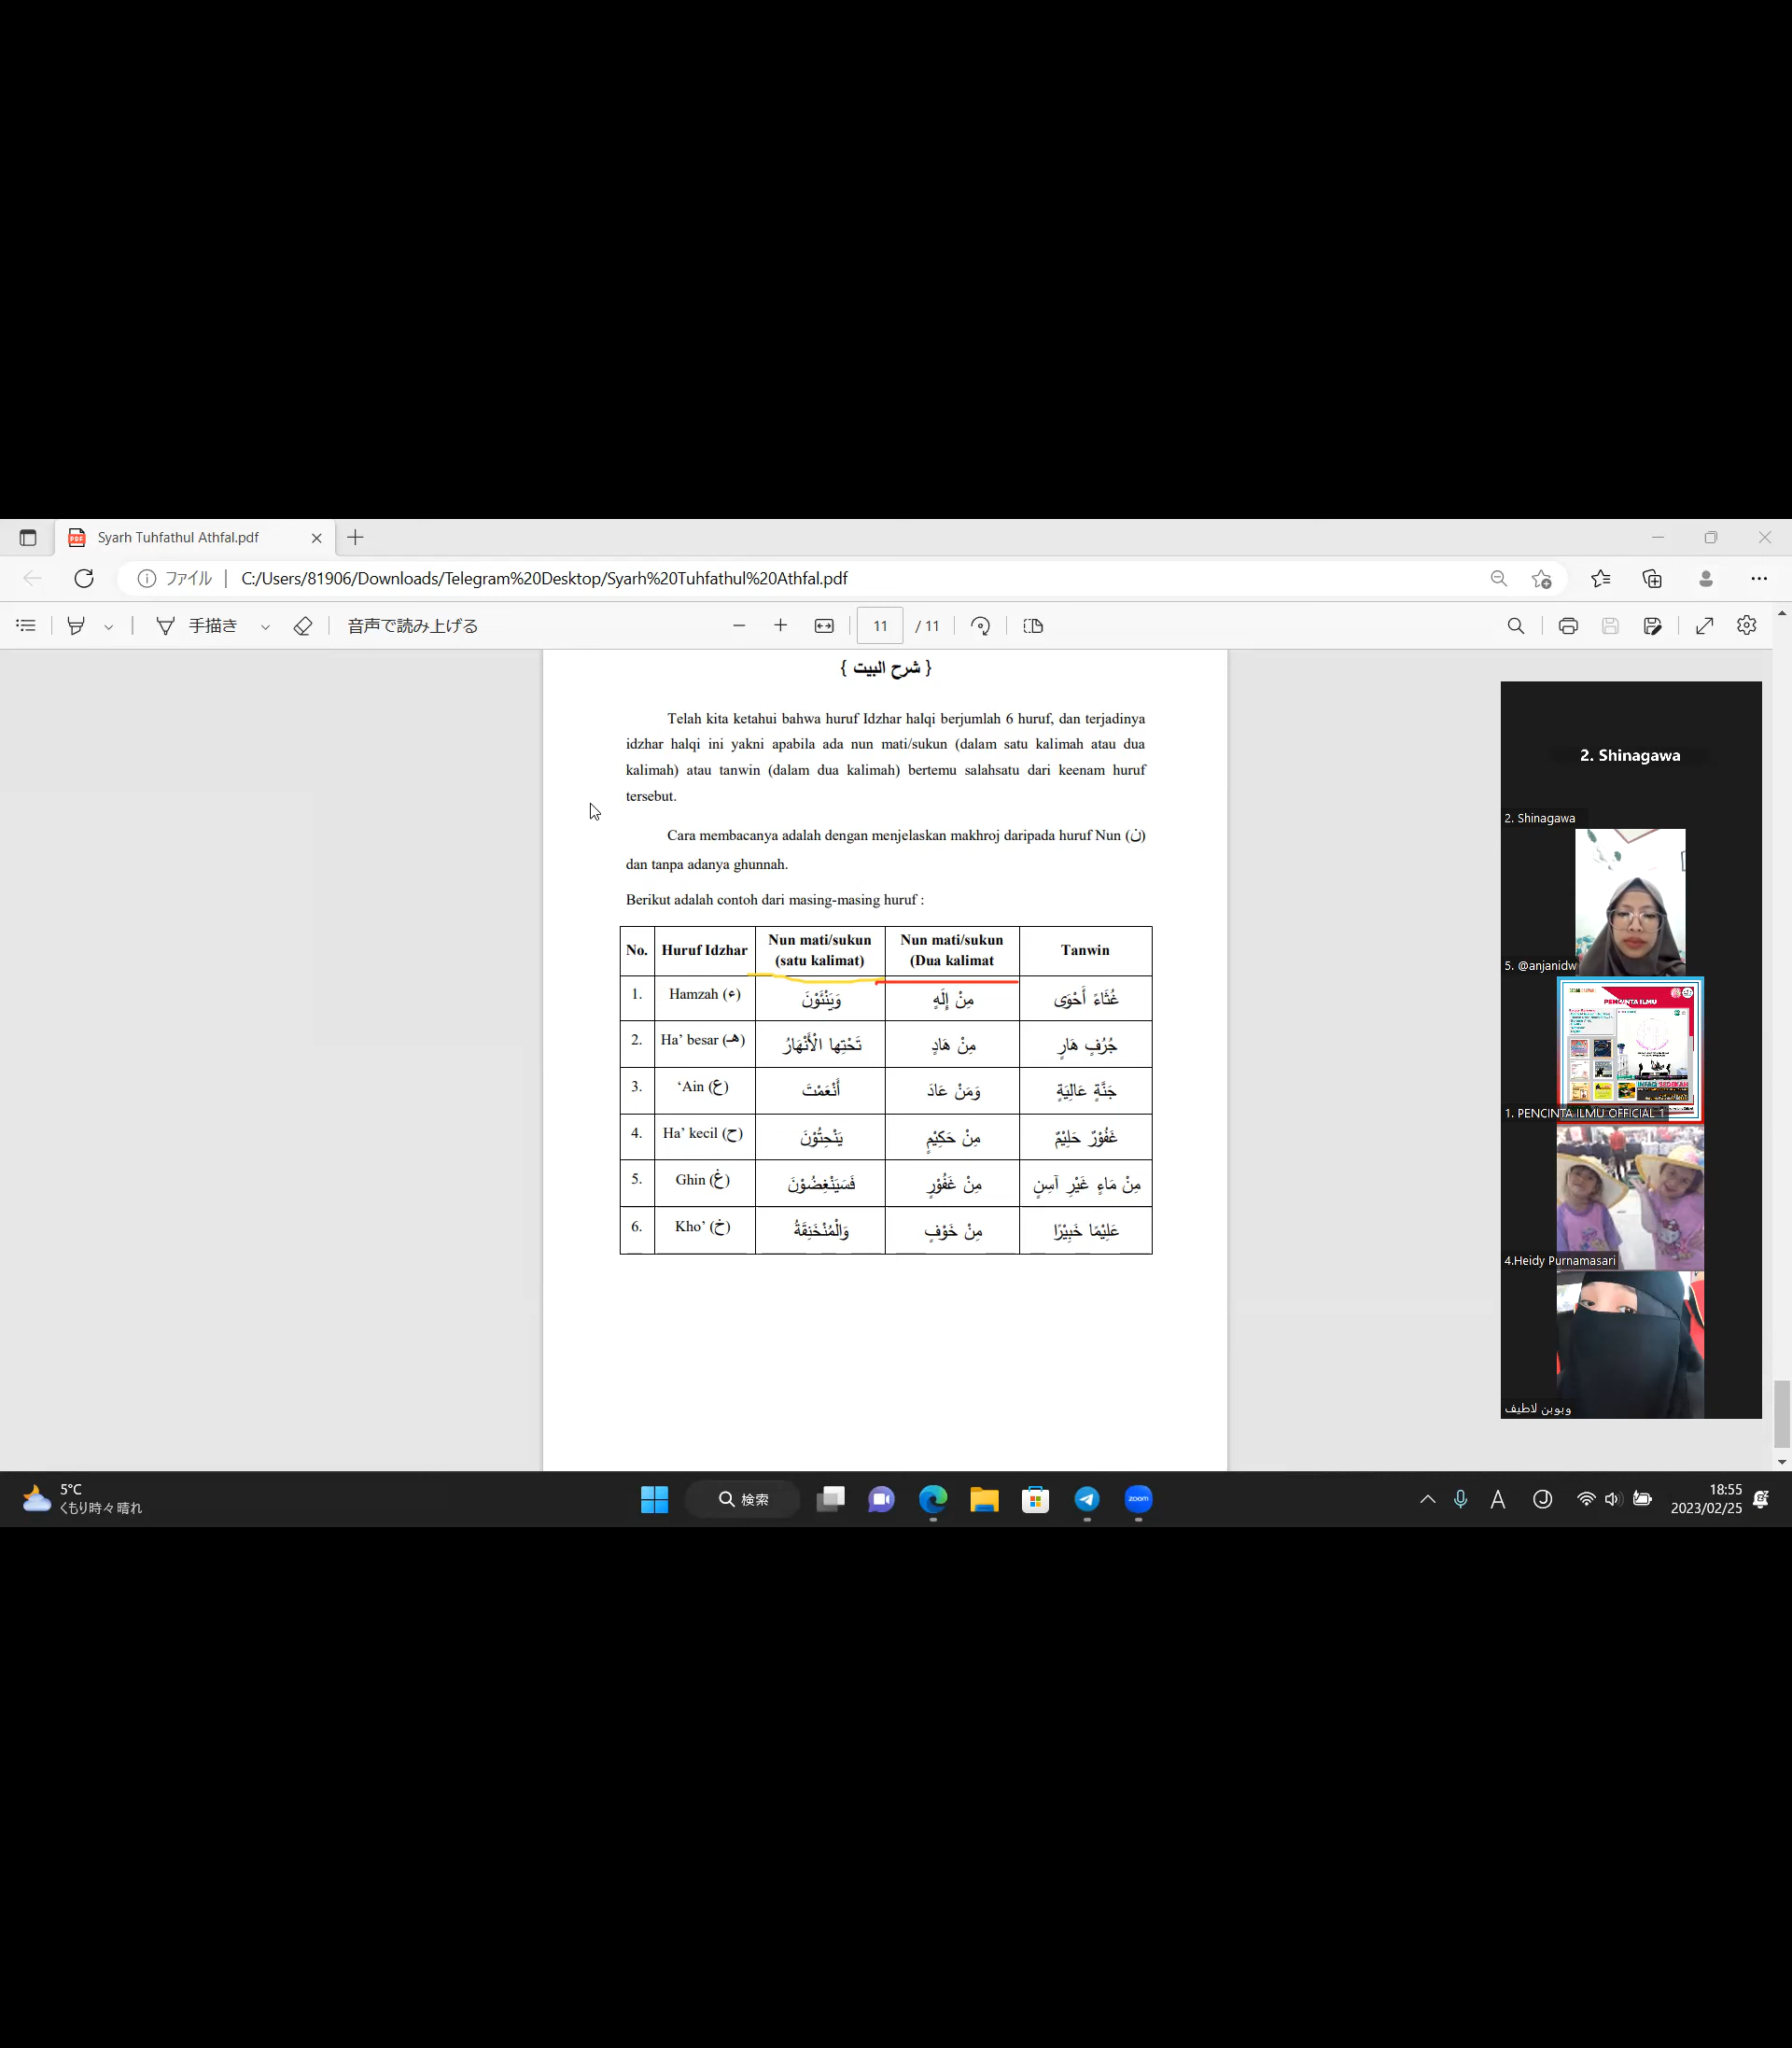 Syarh Tuhfathul Athfal.pdf
ファイル
C:/Users/81906/Downloads/Telegram%20Desktop/Syarh%20Tuhfathul%20Athfal.pdf
手描き
音声で読み上げる
11 / 11
{ شرح البيت }
Telah kita ketahui bahwa huruf Idzhar halqi berjumlah 6 huruf, dan terjadinya
idzhar halqi ini yakni apabila ada nun mati/sukun (dalam satu kalimah atau dua
kalimah) atau tanwin (dalam dua kalimah) bertemu salahsatu dari keenam huruf
tersebut.
Cara membacanya adalah dengan menjelaskan makhroj daripada huruf Nun (ن)
dan tanpa adanya ghunnah.
Berikut adalah contoh dari masing-masing huruf :
No. Huruf Idzhar Nun mati/sukun (satu kalimat) Nun mati/sukun (Dua kalimat Tanwin
1. Hamzah (ء) وَيَنْئَوْنَ مِنْ إِلَهٍ غُثَاءً أَحْوَى
2. Ha’ besar (هـ) تَحْتِها الْأَنْهَارُ مِنْ هَادٍ جُرُفٍ هَارٍ
3. ‘Ain (ع) أَنْعَمْتَ وَمَنْ عَادَ جَنَّةٍ عَالِيَةٍ
4. Ha’ kecil (ح) يَنْحِتُوْنَ مِنْ حَكِيْمٍ غَفُوْرٌ حَلِيْمٌ
5. Ghin (غ) فَسَيَنْغِضُوْنَ مِنْ غَفُوْرٍ مِنْ مَاءٍ غَيْرِ آسِنٍ
6. Kho’ (خ) وَالْمُنْخَنِقَةُ مِنْ خَوْفٍ عَلِيْمًا خَبِيْرًا
2. Shinagawa
2. Shinagawa
5. @anjanidw
PENCINTA ILMU
INFAQ SEDEKAH
1. PENCINTA ILMU OFFICIAL 1
4.Heidy Purnamasari
ويوين لاطيف
5°C
くもり時々晴れ
検索
zoom
A
18:55
2023/02/25